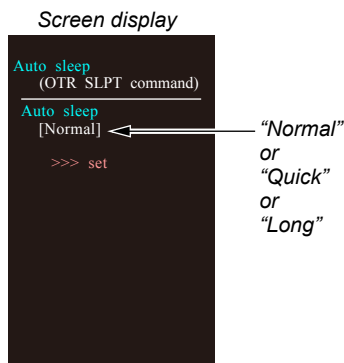 Screen display
Auto sleep
(OTR SLPT command)
Auto sleep
[Normal]
>>> set
“Normal”
or
“Quick”
or
“Long”